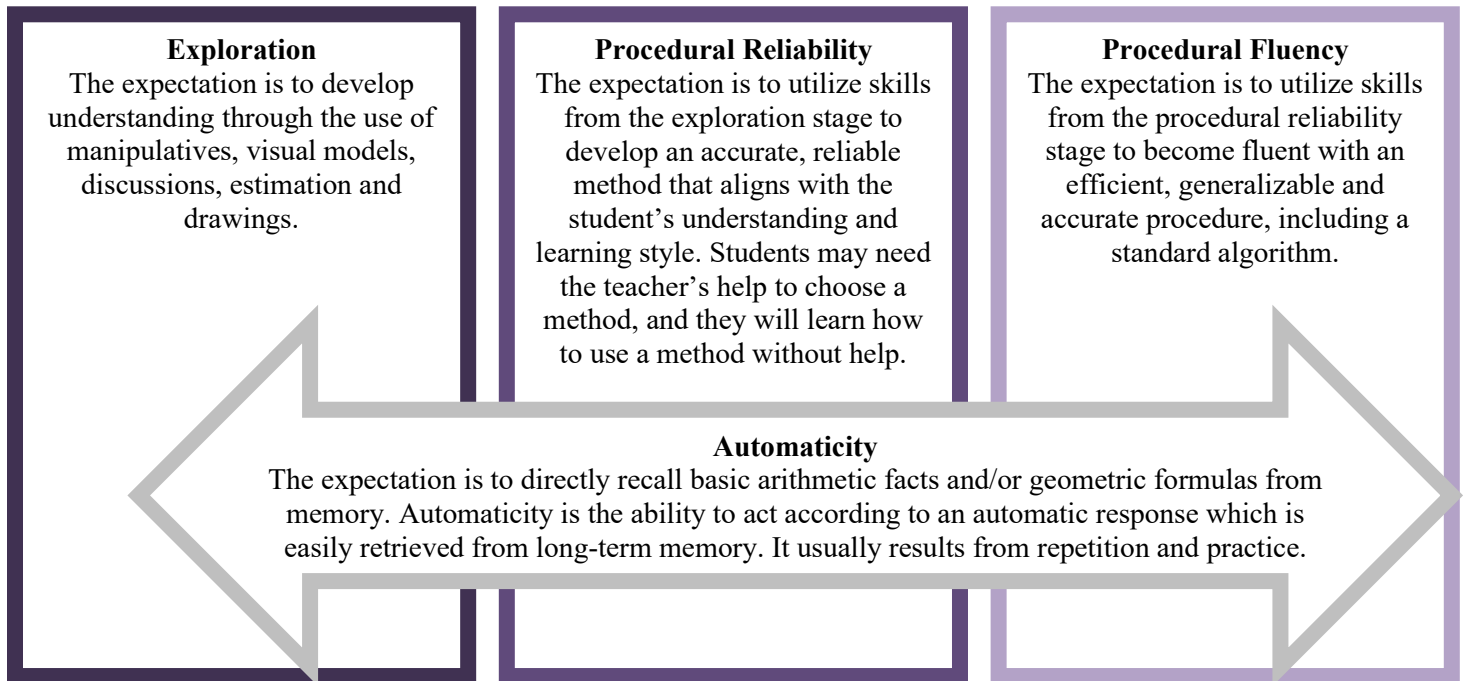 Exploration
The expectation is to develop
understanding through the use of
manipulatives, visual models,
discussions, estimation and
drawings.
Procedural Reliability
The expectation is to utilize skills
from the exploration stage to
develop an accurate, reliable
method that aligns with the
student’s understanding and
learning style. Students may need
the teacher’s help to choose a
method, and they will learn how
to use a method without help.
Procedural Fluency
The expectation is to utilize skills
from the procedural reliability
stage to become fluent with an
efficient, generalizable and
accurate procedure, including a
standard algorithm.
Automaticity
The expectation is to directly recall basic arithmetic facts and/or geometric formulas from
memory. Automaticity is the ability to act according to an automatic response which is
easily retrieved from long-term memory. It usually results from repetition and practice.